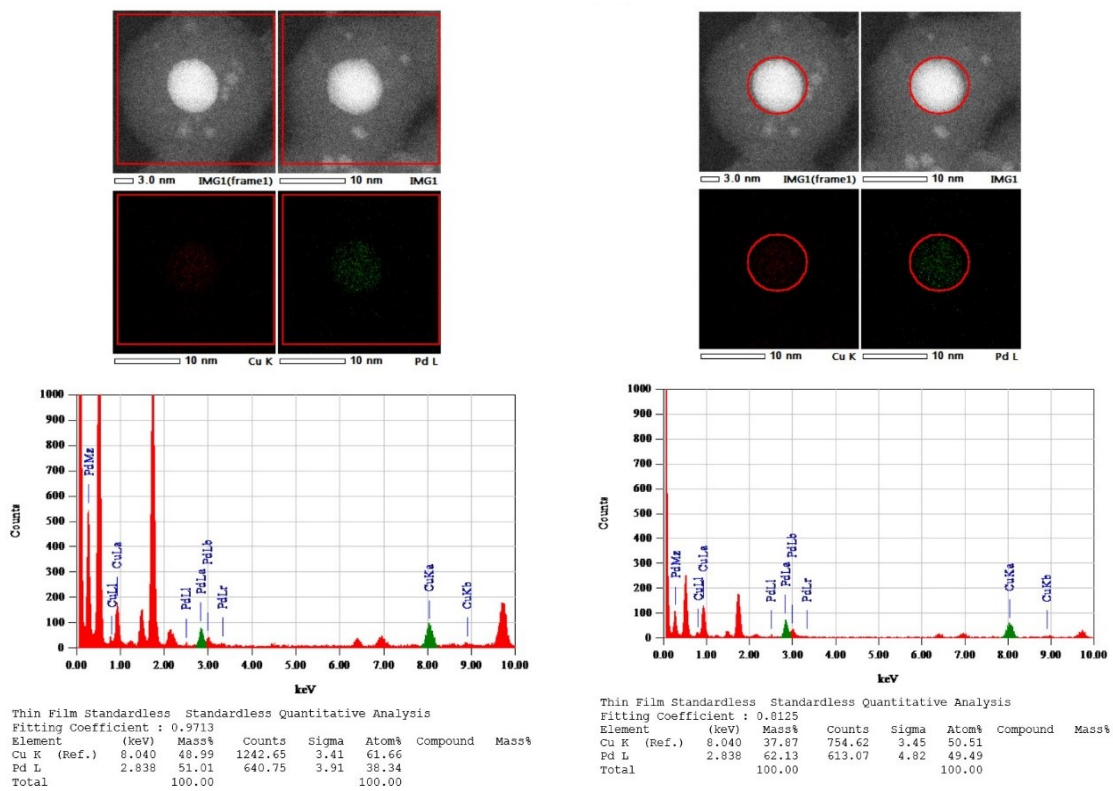 3.0 nm IMG1(frame1) 10 nm IMG1
10 nm Cu K 10 nm Pd L
1000
900
800
700
600
500
400
300
200
100
0
Counts
PdMz
CuLl
CuLa
PdLl
PdLa
PdLb
PdLr
CuKa
CuKb
0.00 1.00 2.00 3.00 4.00 5.00 6.00 7.00 8.00 9.00 10.00
keV
Thin Film Standardless Standardless Quantitative Analysis
Fitting Coefficient : 0.9713
Element (keV) Mass% Counts Sigma Atom% Compound Mass%
Cu K (Ref.) 8.040 48.99 1242.65 3.41 61.66
Pd L 2.838 51.01 640.75 3.91 38.34
Total 100.00 100.00
3.0 nm IMG1(frame1) 10 nm IMG1
10 nm Cu K 10 nm Pd L
1000
900
800
700
600
500
400
300
200
100
0
Counts
PdMz
CuLl
CuLa
PdLl
PdLa
PdLb
PdLr
CuKa
CuKb
0.00 1.00 2.00 3.00 4.00 5.00 6.00 7.00 8.00 9.00 10.00
keV
Thin Film Standardless Standardless Quantitative Analysis
Fitting Coefficient : 0.8125
Element (keV) Mass% Counts Sigma Atom% Compound Mass%
Cu K (Ref.) 8.040 37.87 754.62 3.45 50.51
Pd L 2.838 62.13 613.07 4.82 49.49
Total 100.00 100.00